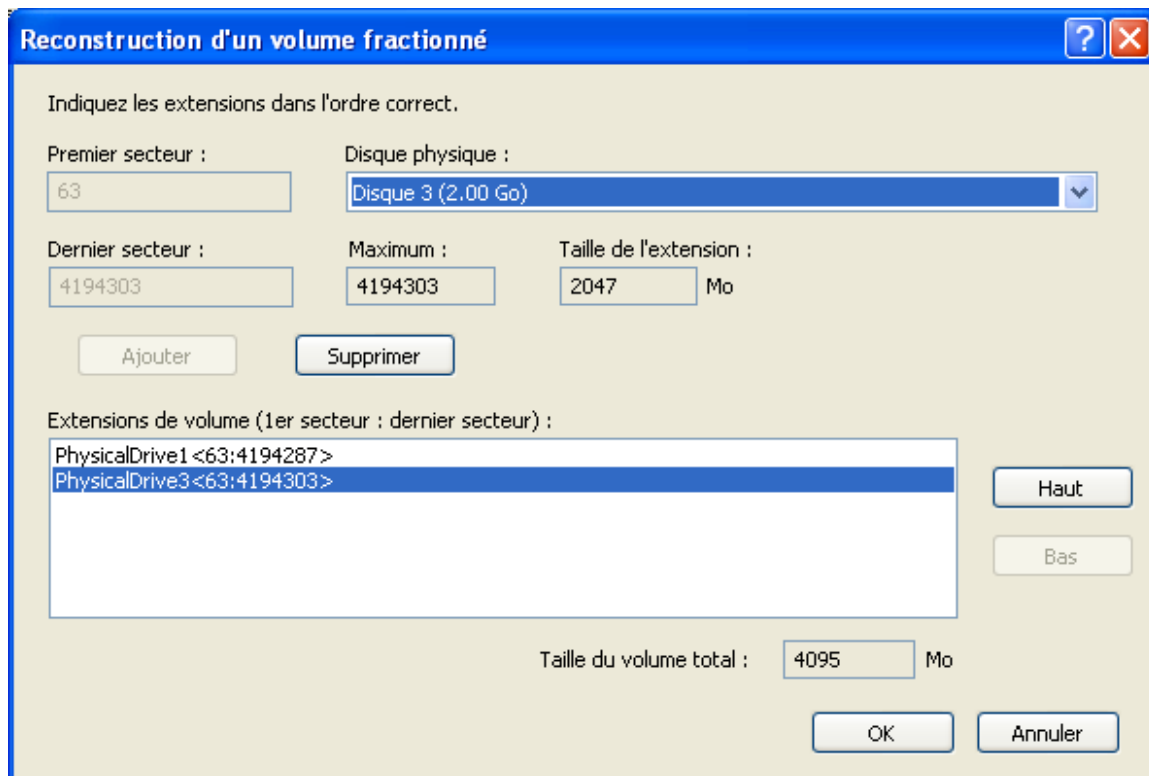 Reconstruction d'un volume fractionné
Indiquez les extensions dans l'ordre correct.
Premier secteur :
Disque physique :
63
Disque 3 (2.00 Go)
Dernier secteur :
Maximum :
Taille de l'extension :
4194303
4194303
2047
Mo
Ajouter
Supprimer
Extensions de volume (1er secteur : dernier secteur) :
PhysicalDrive1<63:4194287>
PhysicalDrive3<63:4194303>
Haut
Bas
Taille du volume total :
4095
Mo
OK
Annuler